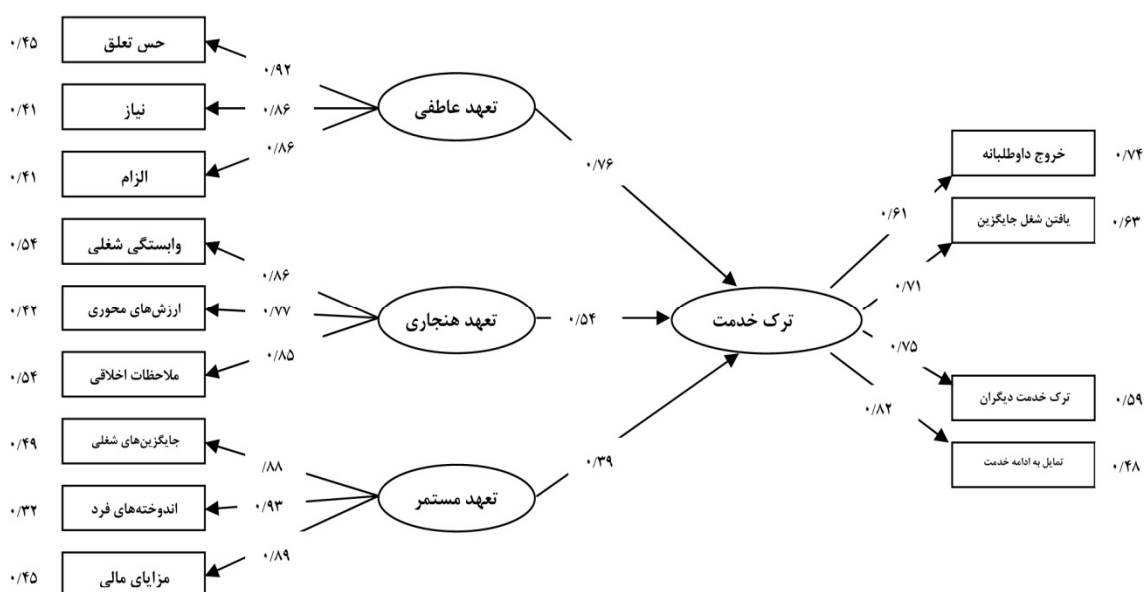 ۰/۴۵
حس تعلق
۰/۹۲
۰/۴۱
نیاز
۰/۸۶
۰/۴۱
الزام
۰/۸۶
تعهد عاطفی
۰/۷۶
۰/۵۴
وابستگی شغلی
۰/۸۶
۰/۴۲
ارزش‌های محوری
۰/۷۷
۰/۵۴
ملاحظات اخلاقی
۰/۸۵
تعهد هنجاری
۰/۵۴
۰/۴۹
جایگزین‌های شغلی
/۸۸
۰/۳۲
اندوخته‌های فرد
۰/۹۳
۰/۴۵
مزایای مالی
۰/۸۹
تعهد مستمر
۰/۳۹
ترک خدمت
۰/۶۱
خروج داوطلبانه
۰/۷۴
۰/۷۱
یافتن شغل جایگزین
۰/۶۳
۰/۷۵
ترک خدمت دیگران
۰/۵۹
۰/۸۲
تمایل به ادامه خدمت
۰/۴۸